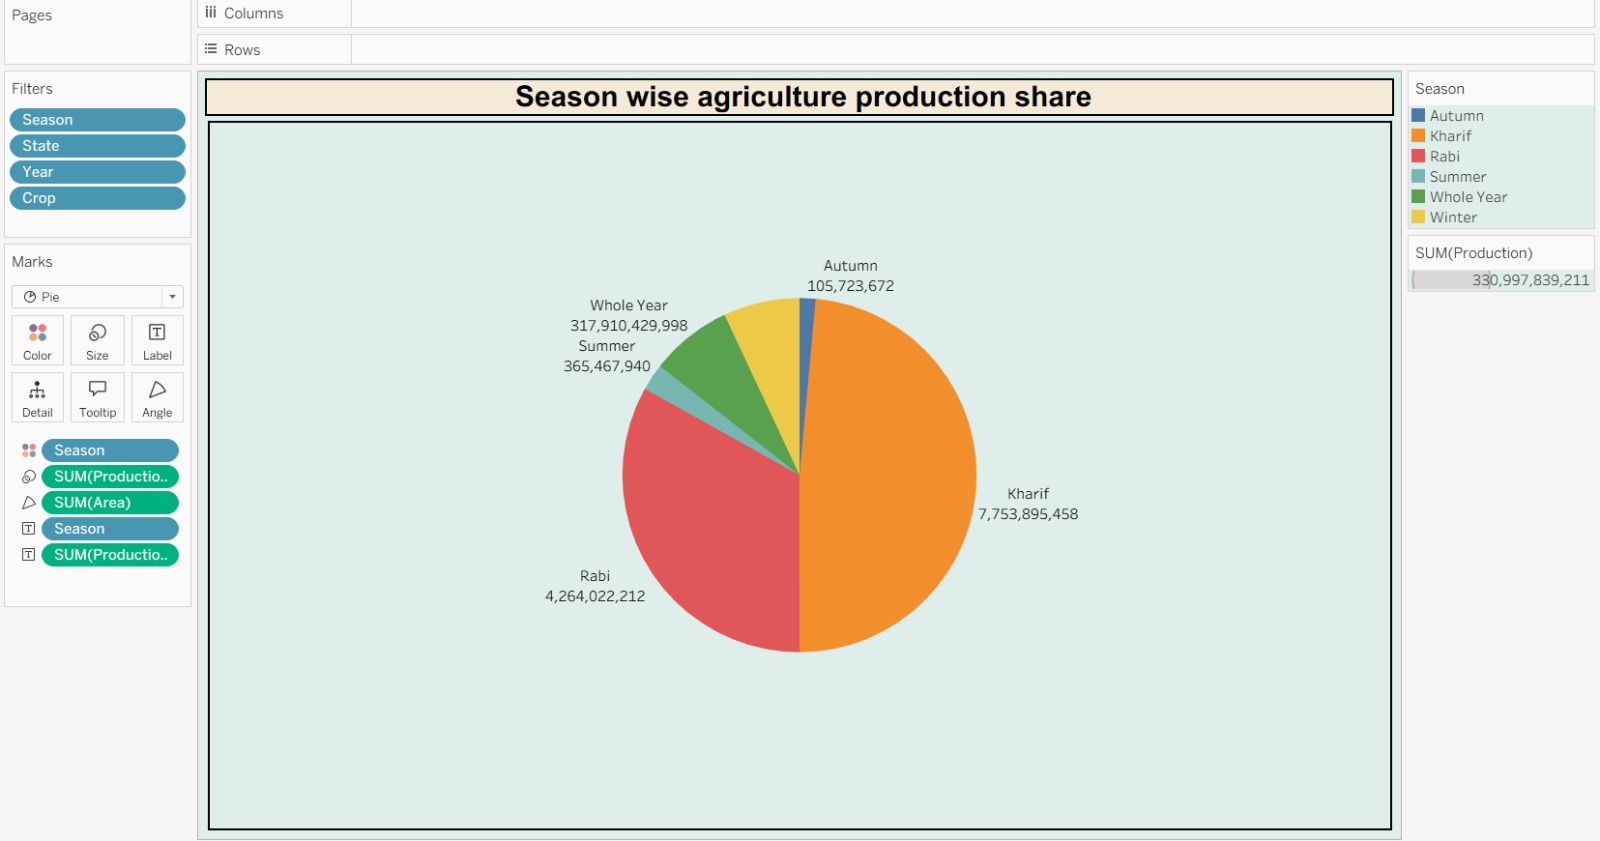 Pages
Columns
Rows
Filters
Season
State
Year
Crop
Marks
Pie
Color
Size
Label
Detail
Tooltip
Angle
Season
SUM(Productio..
SUM(Area)
Season
SUM(Productio..
Season wise agriculture production share
Autumn
105,723,672
Whole Year
317,910,429,998
Summer
365,467,940
Kharif
7,753,895,458
Rabi
4,264,022,212
Season
Autumn
Kharif
Rabi
Summer
Whole Year
Winter
SUM(Production)
330,997,839,211